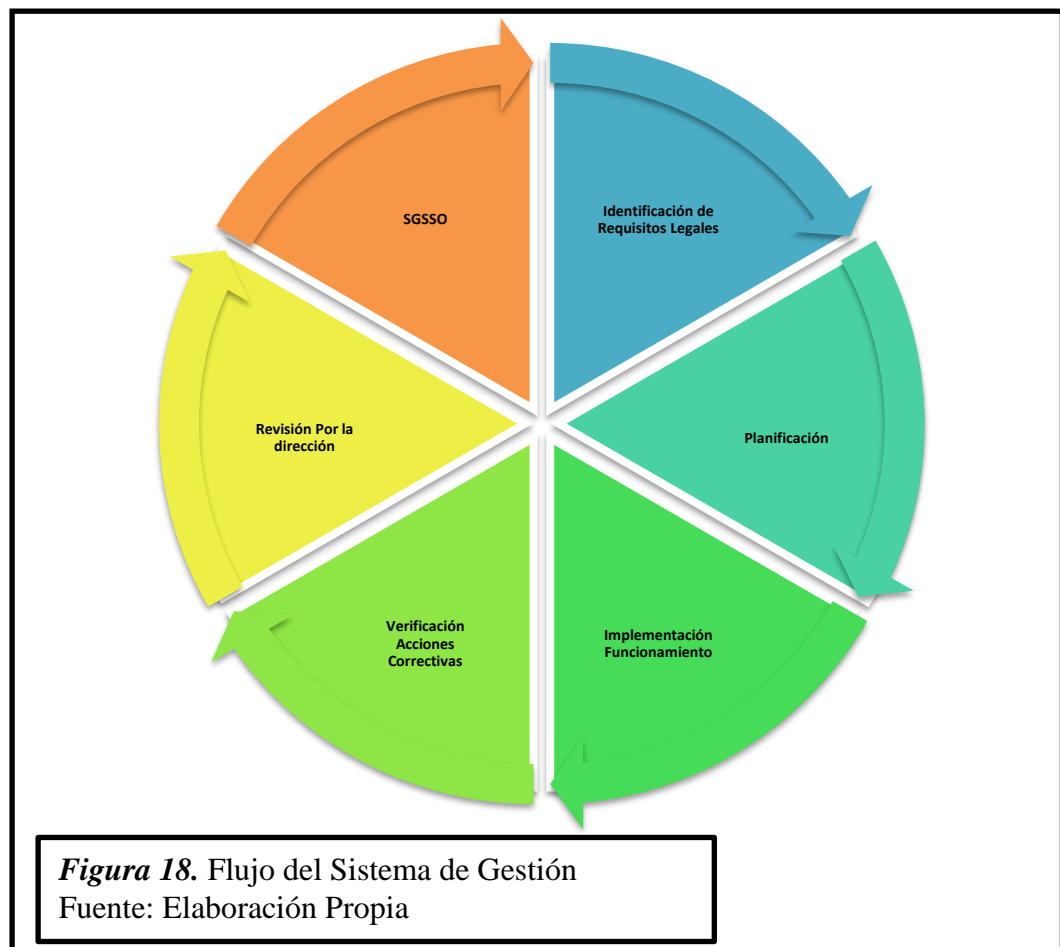 SGSSO
Identificación de
Requisitos Legales
Planificación
Implementación
Funcionamiento
Verificación
Acciones
Correctivas
Revisión Por la
dirección
Figura 18. Flujo del Sistema de Gestión
Fuente: Elaboración Propia